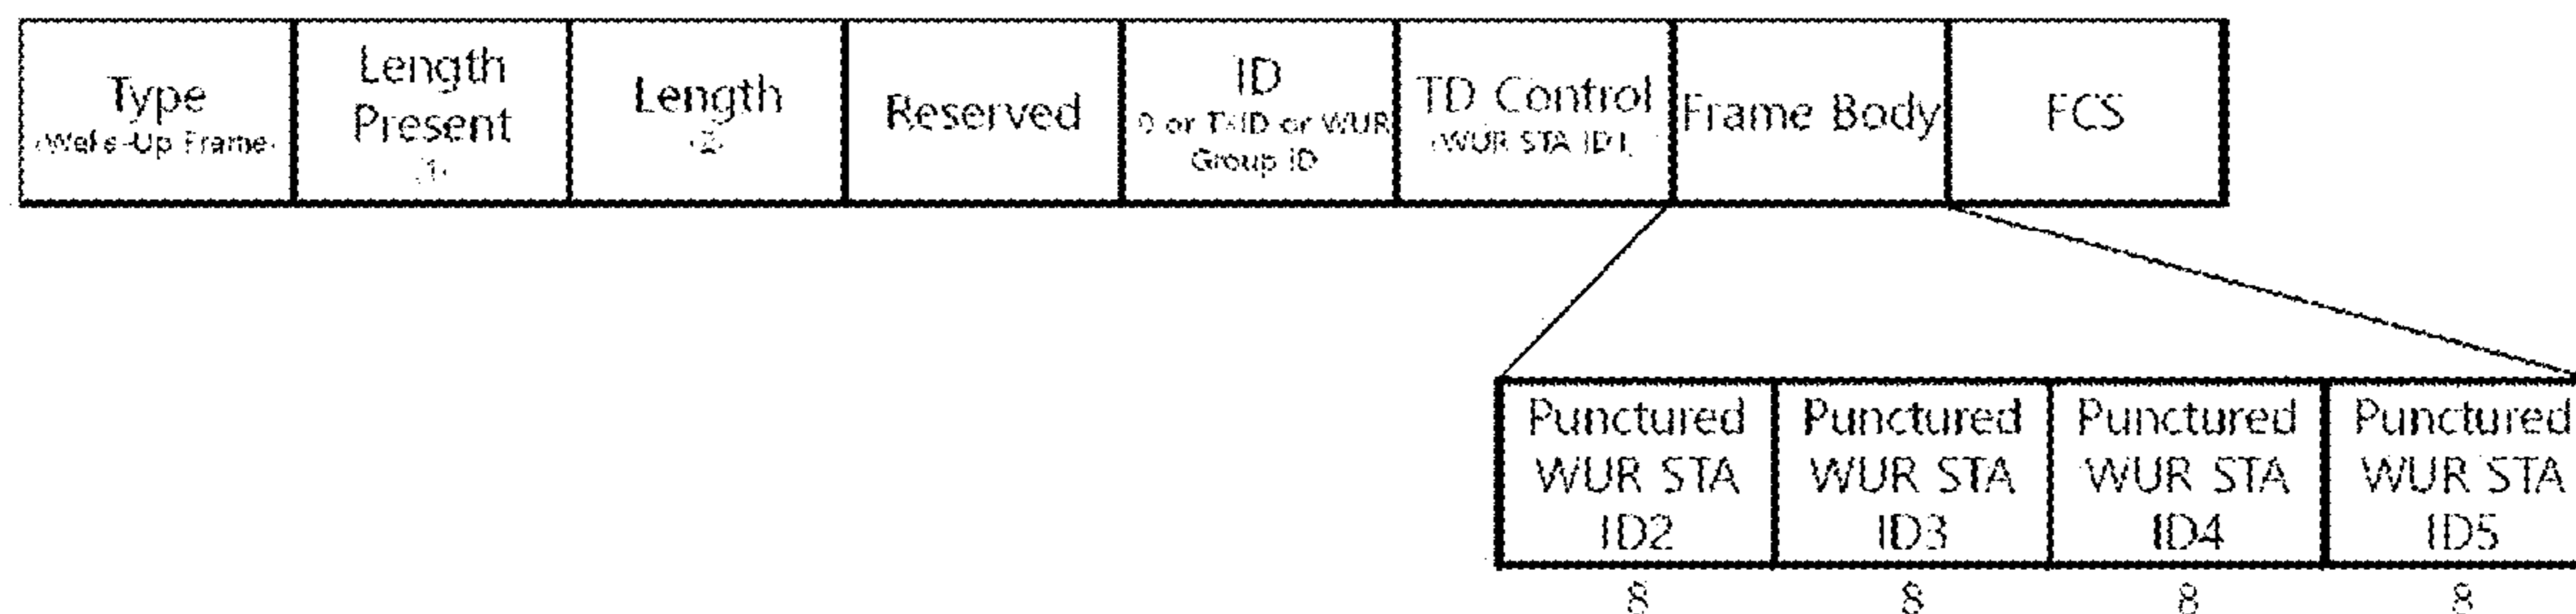 Type
(Wake-Up Frame)
Length
Present
(1)
Length
(2)
Reserved
ID
0 or TXID or WUR
Group ID
TD Control
(WUR STA ID1)
Frame Body
FCS
Punctured
WUR STA
ID2
Punctured
WUR STA
ID3
Punctured
WUR STA
ID4
Punctured
WUR STA
ID5
8
8
8
8